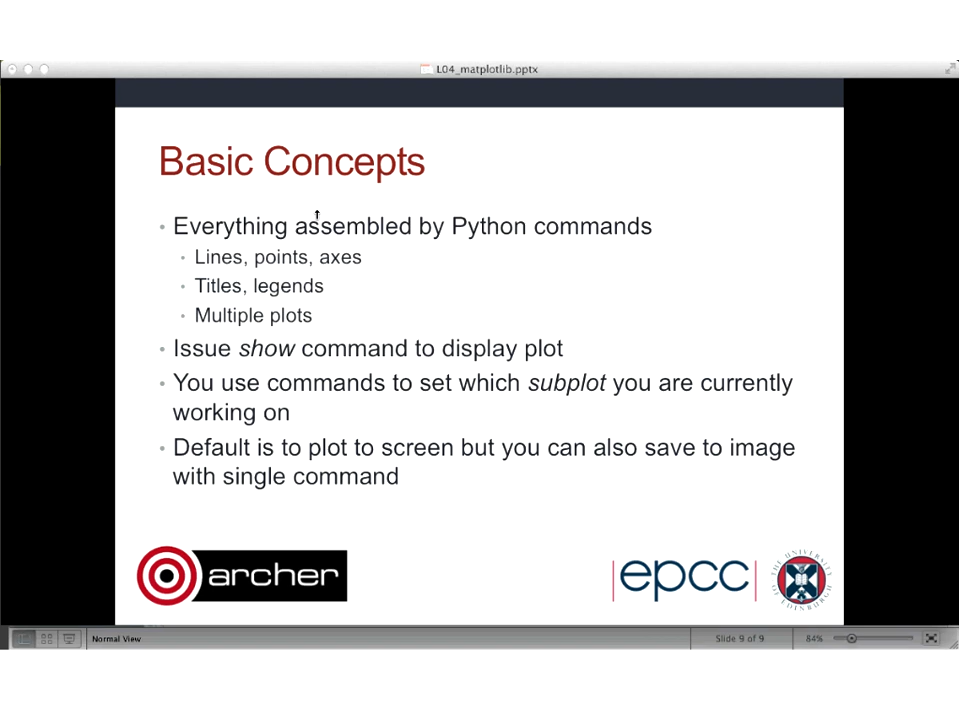 L04_matplotlib.pptx
Basic Concepts
• Everything assembled by Python commands
• Lines, points, axes
• Titles, legends
• Multiple plots
• Issue show command to display plot
• You use commands to set which subplot you are currently
working on
• Default is to plot to screen but you can also save to image
with single command
archer
|epcc|
THE UNIVERSITY OF EDINBURGH
Normal View
Slide 9 of 9
84%